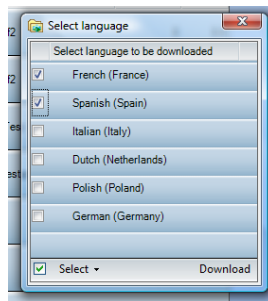 Select language
Select language to be downloaded
French (France)
Spanish (Spain)
Italian (Italy)
Dutch (Netherlands)
Polish (Poland)
German (Germany)
Select
Download